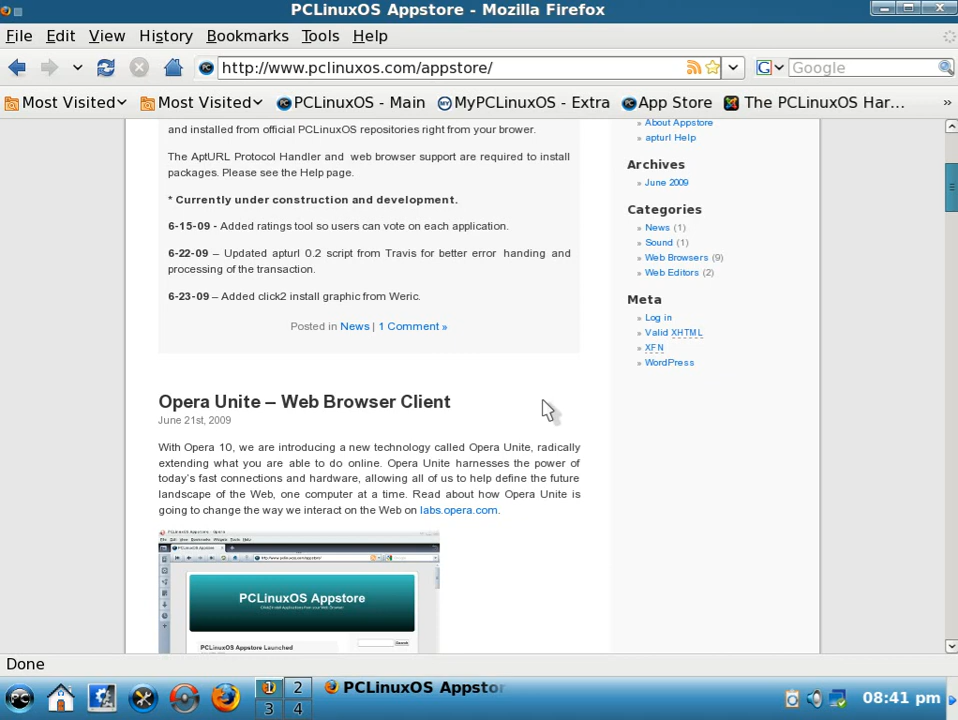 PCLinuxOS Appstore - Mozilla Firefox
File Edit View History Bookmarks Tools Help
http://www.pclinuxos.com/appstore/
Google
Most Visited
Most Visited
PCLinuxOS - Main
MyPCLinuxOS - Extra
App Store
The PCLinuxOS Har...
»
and installed from official PCLinuxOS repositories right from your brower.
The AptURL Protocol Handler and web browser support are required to install
packages. Please see the Help page.
* Currently under construction and development.
6-15-09 - Added ratings tool so users can vote on each application.
6-22-09 – Updated apturl 0.2 script from Travis for better error handing and
processing of the transaction.
6-23-09 – Added click2 install graphic from Weric.
Posted in News | 1 Comment »
Opera Unite – Web Browser Client
June 21st, 2009
With Opera 10, we are introducing a new technology called Opera Unite, radically
extending what you are able to do online. Opera Unite harnesses the power of
today's fast connections and hardware, allowing all of us to help define the future
landscape of the Web, one computer at a time. Read about how Opera Unite is
going to change the way we interact on the Web on labs.opera.com.
PCLinuxOS Appstore
PCLinuxOS Appstore Launched
» About Appstore
» apturl Help
Archives
» June 2009
Categories
» News (1)
» Sound (1)
» Web Browsers (9)
» Web Editors (2)
Meta
» Log in
» Valid XHTML
» XFN
» WordPress
Done
1 2
3 4
PCLinuxOS Appstor
08:41 pm